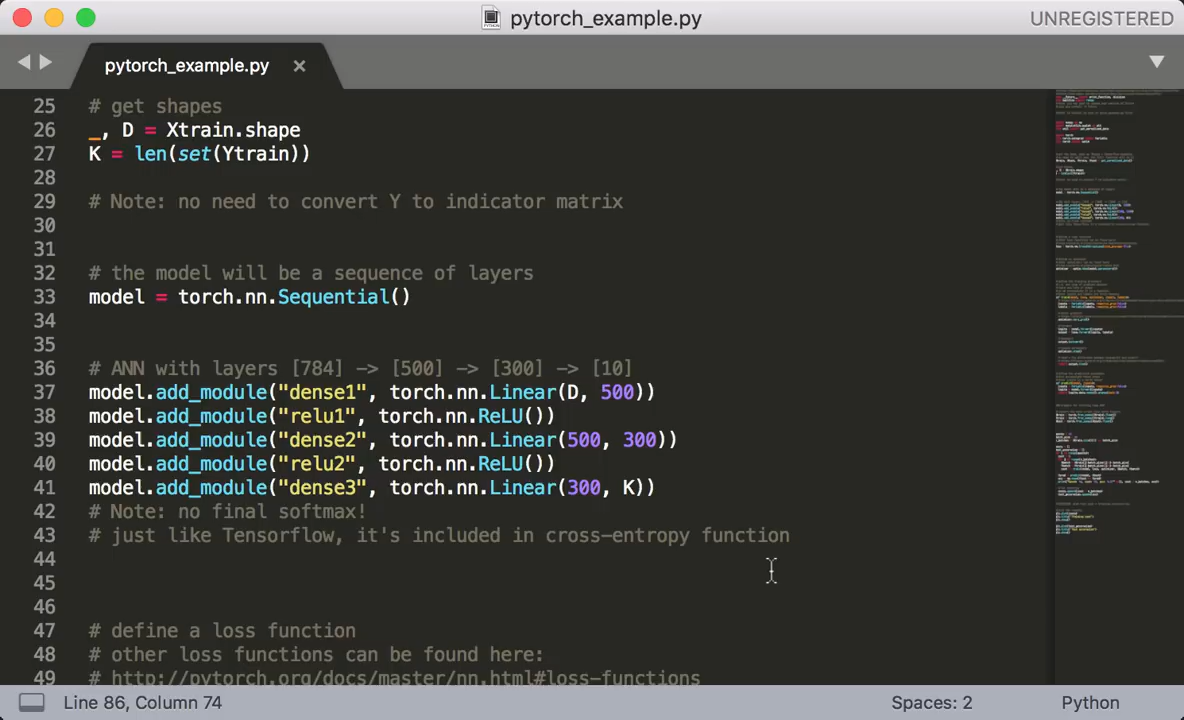 pytorch_example.py
UNREGISTERED
pytorch_example.py ×
25 # get shapes
26 _, D = Xtrain.shape
27 K = len(set(Ytrain))
28
29 # Note: no need to convert Y to indicator matrix
30
31
32 # the model will be a sequence of layers
33 model = torch.nn.Sequential()
34
35
36 # ANN with layers [784] -> [500] -> [300] -> [10]
37 model.add_module("dense1", torch.nn.Linear(D, 500))
38 model.add_module("relu1", torch.nn.ReLU())
39 model.add_module("dense2", torch.nn.Linear(500, 300))
40 model.add_module("relu2", torch.nn.ReLU())
41 model.add_module("dense3", torch.nn.Linear(300, K))
42 # Note: no final softmax!
43 # just like Tensorflow, it's included in cross-entropy function
44
45
46
47 # define a loss function
48 # other loss functions can be found here:
49 # http://pytorch.org/docs/master/nn.html#loss-functions
Line 86, Column 74
Spaces: 2
Python